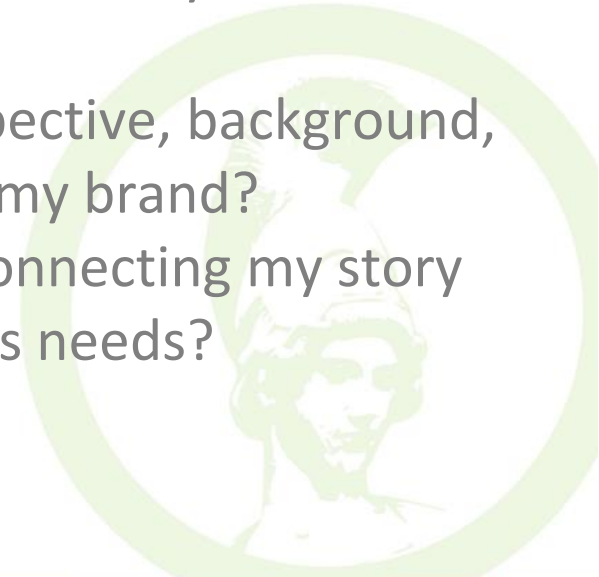 pective, background,
my brand?
onnecting my story
s needs?